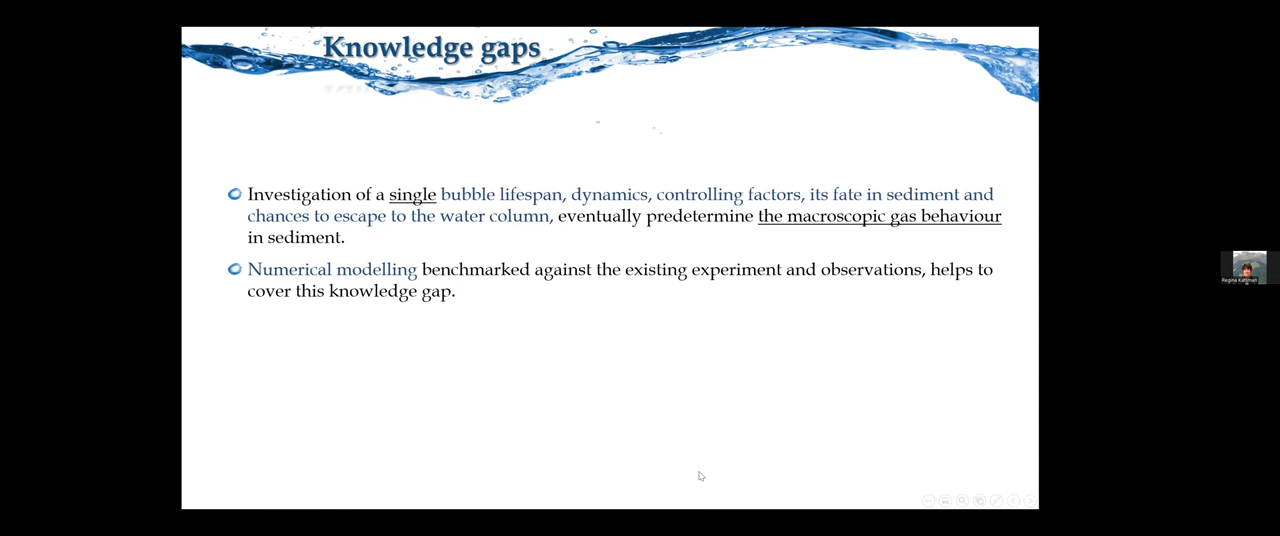 Knowledge gaps
Investigation of a single bubble lifespan, dynamics, controlling factors, its fate in sediment and
chances to escape to the water column, eventually predetermine the macroscopic gas behaviour
in sediment.
Numerical modelling benchmarked against the existing experiment and observations, helps to
cover this knowledge gap.
Regina Katsman